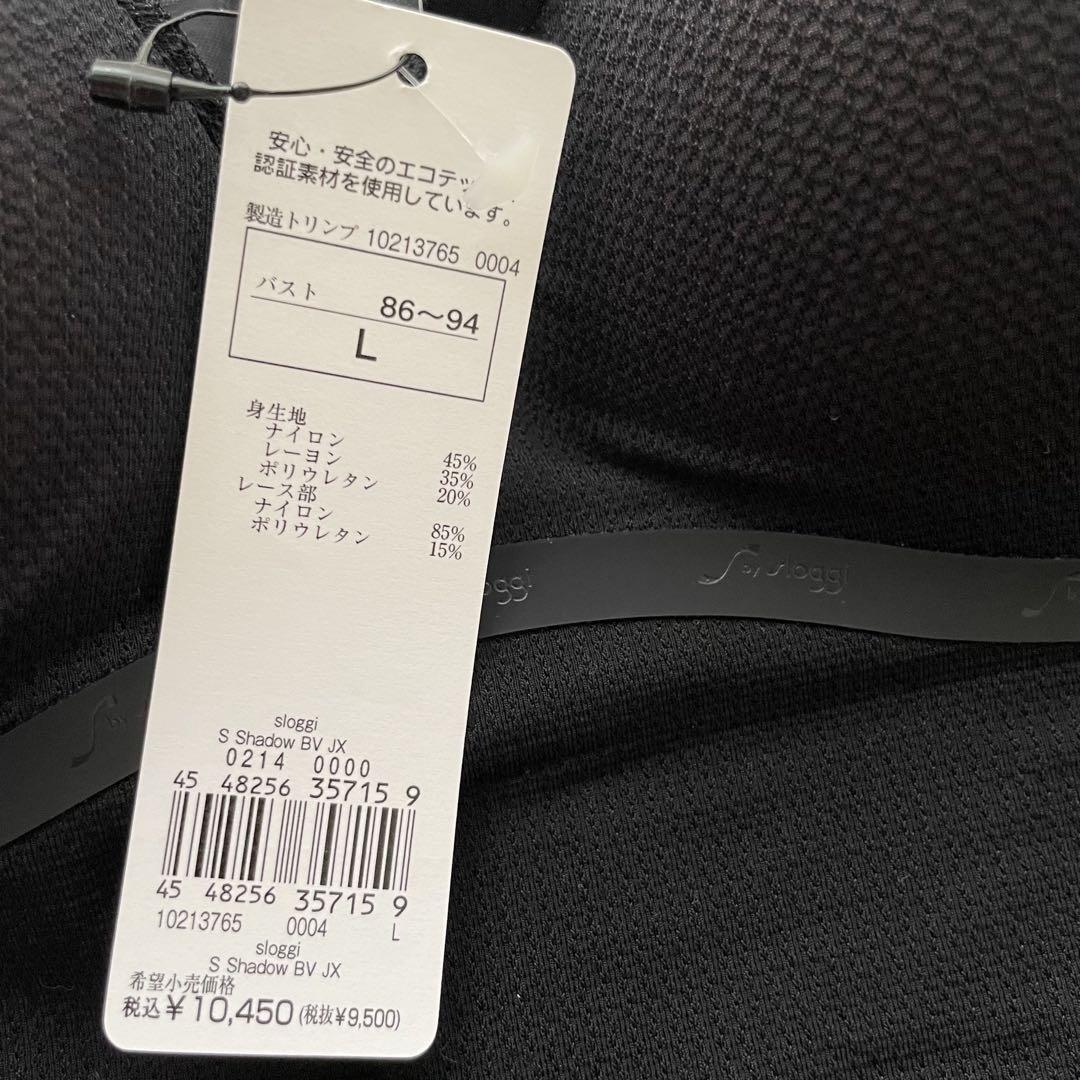 安心・安全のエコテッ
認証素材を使用しています。
製造トリンプ 10213765 0004
バスト 86～94
L
身生地
ナイロン 45%
レーヨン 35%
ポリウレタン 20%
レース部
ナイロン 85%
ポリウレタン 15%
sloggi
S Shadow BV JX
0214 0000
45 48256 35715 9
45 48256 35715 9
10213765 0004 L
sloggi
S Shadow BV JX
希望小売価格
税込¥10,450(税抜¥9,500)
oggi
S by sloggi
S by
S b